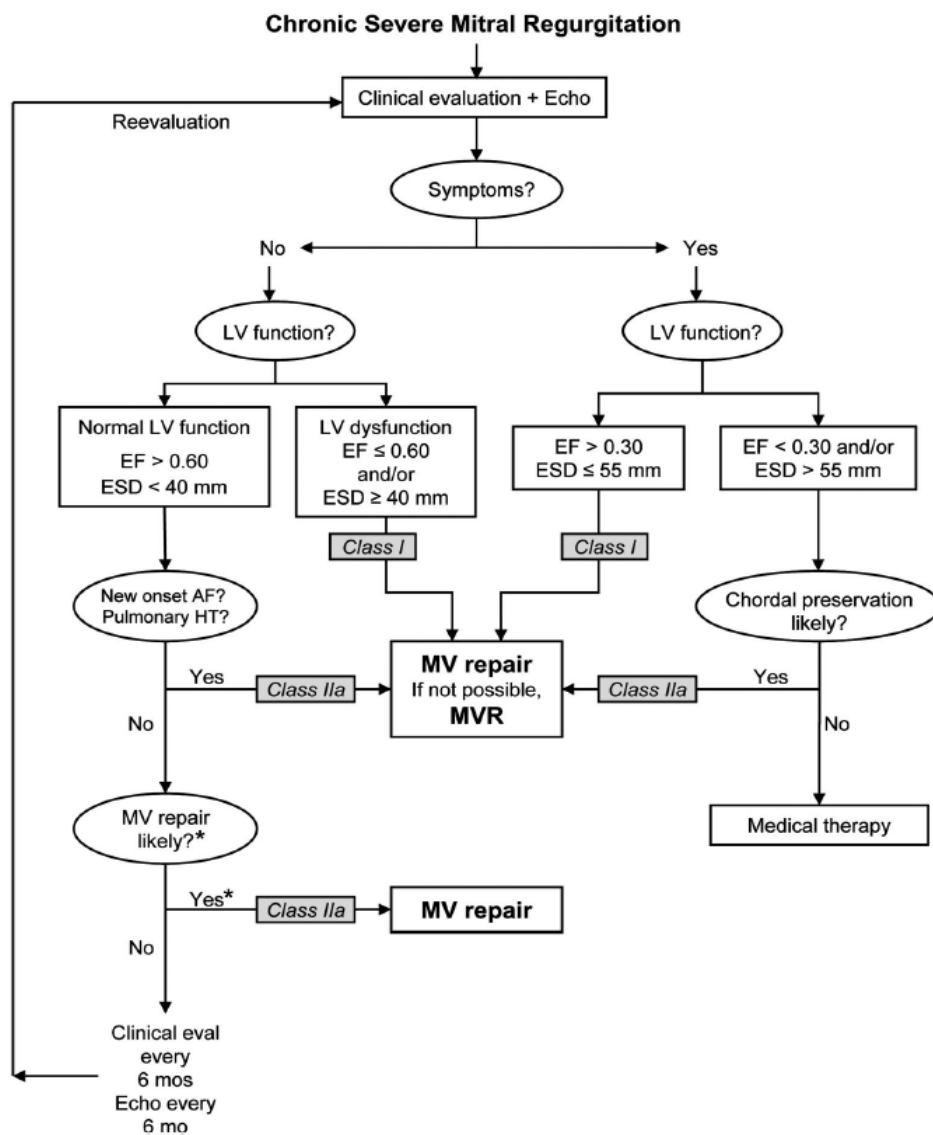 Chronic Severe Mitral Regurgitation
Clinical evaluation + Echo
Reevaluation
Symptoms?
No
Yes
LV function?
LV function?
Normal LV function
EF > 0.60
ESD < 40 mm
LV dysfunction
EF ≤ 0.60
and/or
ESD ≥ 40 mm
EF > 0.30
ESD ≤ 55 mm
EF < 0.30 and/or
ESD > 55 mm
Class I
Class I
New onset AF?
Pulmonary HT?
Chordal preservation
likely?
MV repair
If not possible,
MVR
Yes
Class IIa
Class IIa
Yes
No
No
MV repair
likely?*
Medical therapy
Yes*
Class IIa
MV repair
No
Clinical eval
every
6 mos
Echo every
6 mo